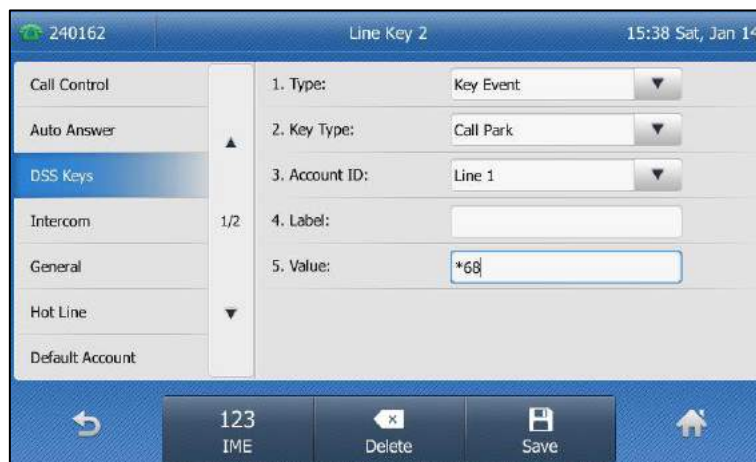 240162 Line Key 2 15:38 Sat, Jan 14
Call Control
Auto Answer
DSS Keys
Intercom
General
Hot Line
Default Account
1/2
1. Type: Key Event
2. Key Type: Call Park
3. Account ID: Line 1
4. Label:
5. Value: *68
123
IME
Delete
Save